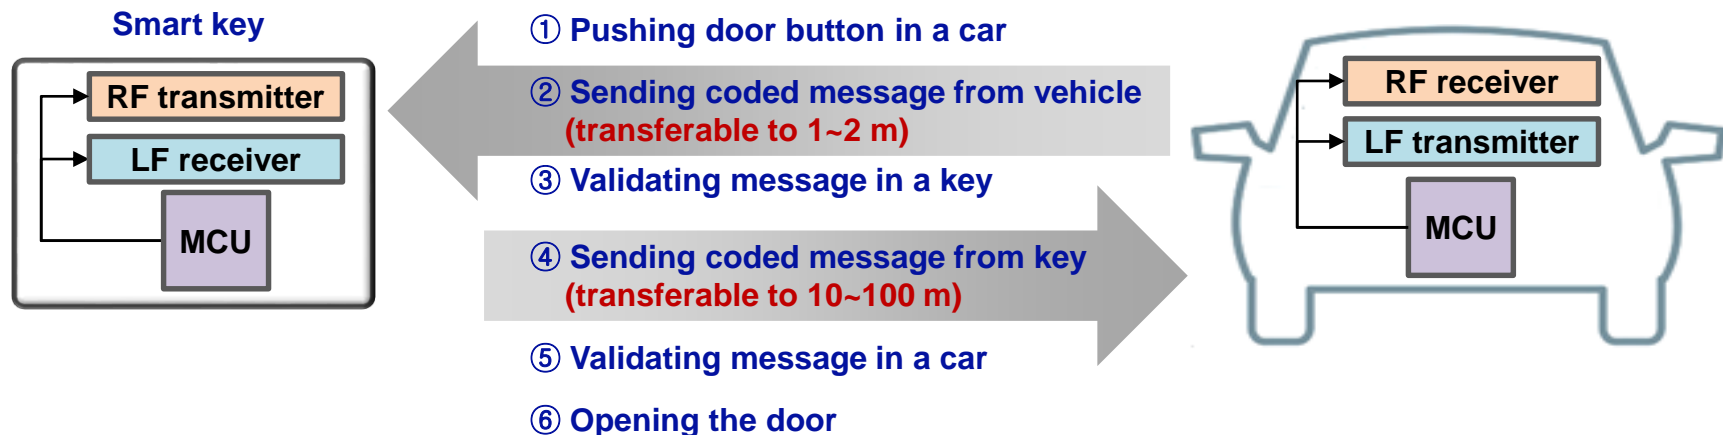 Smart key
RF transmitter
LF receiver
MCU
① Pushing door button in a car
② Sending coded message from vehicle
(transferable to 1~2 m)
③ Validating message in a key
④ Sending coded message from key
(transferable to 10~100 m)
⑤ Validating message in a car
⑥ Opening the door
RF receiver
LF transmitter
MCU